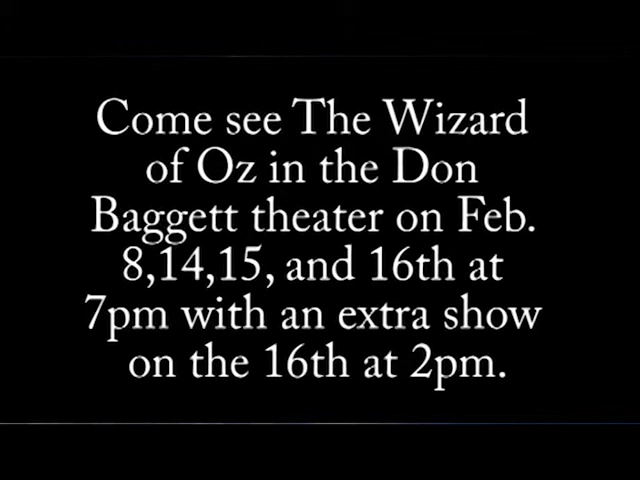 Come see The Wizard
of Oz in the Don
Baggett theater on Feb.
8,14,15, and 16th at
7pm with an extra show
on the 16th at 2pm.